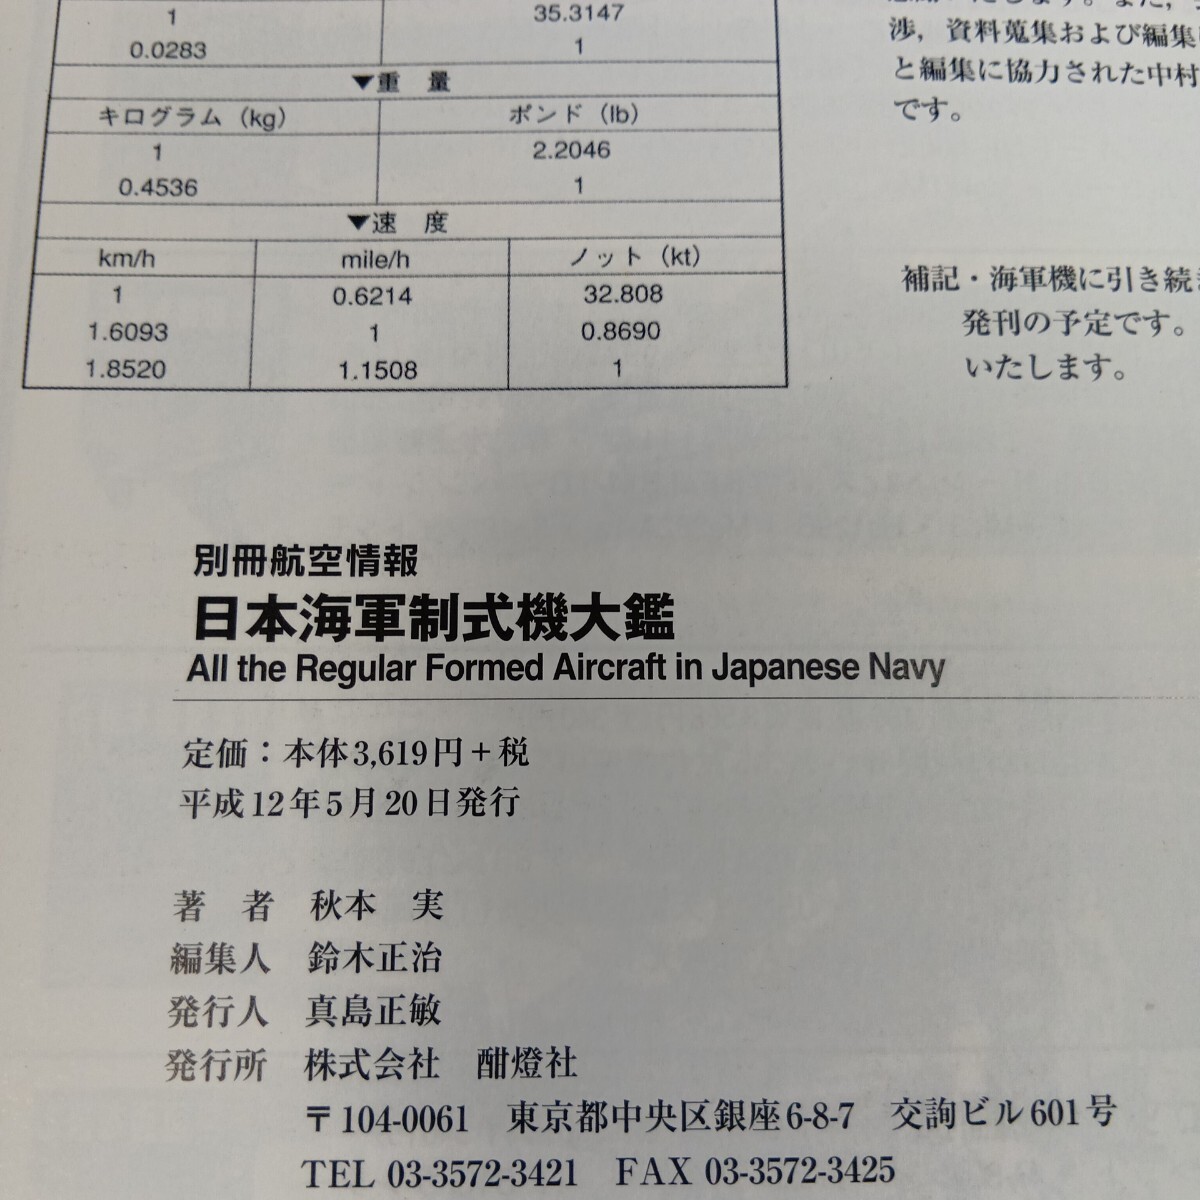 1 35.3147
0.0283 1
▼重 量
キログラム (kg) ポンド (lb)
1 2.2046
0.4536 1
▼速 度
km/h mile/h ノット (kt)
1 0.6214 32.808
1.6093 1 0.8690
1.8520 1.1508 1
渉，資料蒐集および編集
と編集に協力された中村
です。
補記・海軍機に引き続き
発刊の予定です。
いたします。
別冊航空情報
日本海軍制式機大鑑
All the Regular Formed Aircraft in Japanese Navy
定価：本体3,619円＋税
平成12年5月20日発行
著 者 秋本 実
編集人 鈴木正治
発行人 真島正敏
発行所 株式会社 酣燈社
〒104-0061 東京都中央区銀座6-8-7 交詢ビル601号
TEL 03-3572-3421 FAX 03-3572-3425